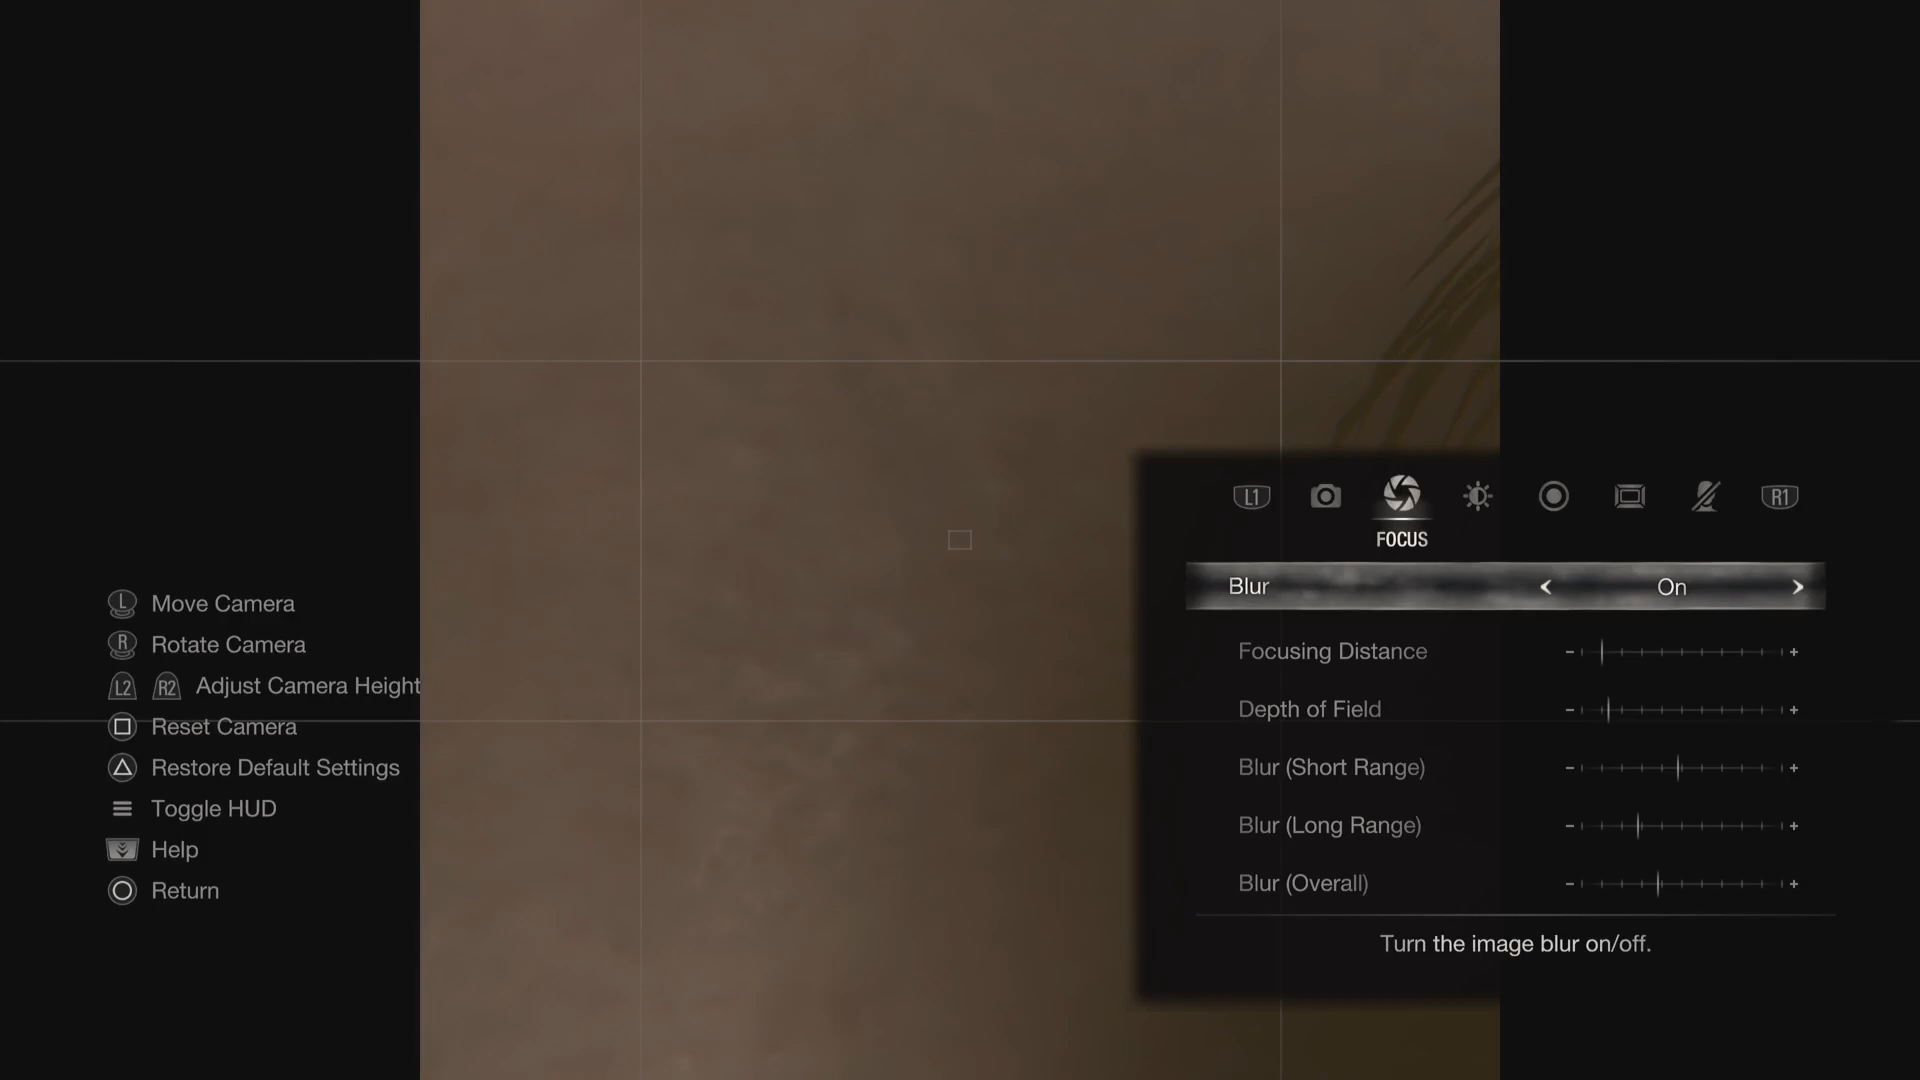 L1
R1
FOCUS
Blur
On
Focusing Distance
Depth of Field
Blur (Short Range)
Blur (Long Range)
Blur (Overall)
Turn the image blur on/off.
L Move Camera
R Rotate Camera
L2 R2 Adjust Camera Height
Reset Camera
Restore Default Settings
Toggle HUD
Help
Return